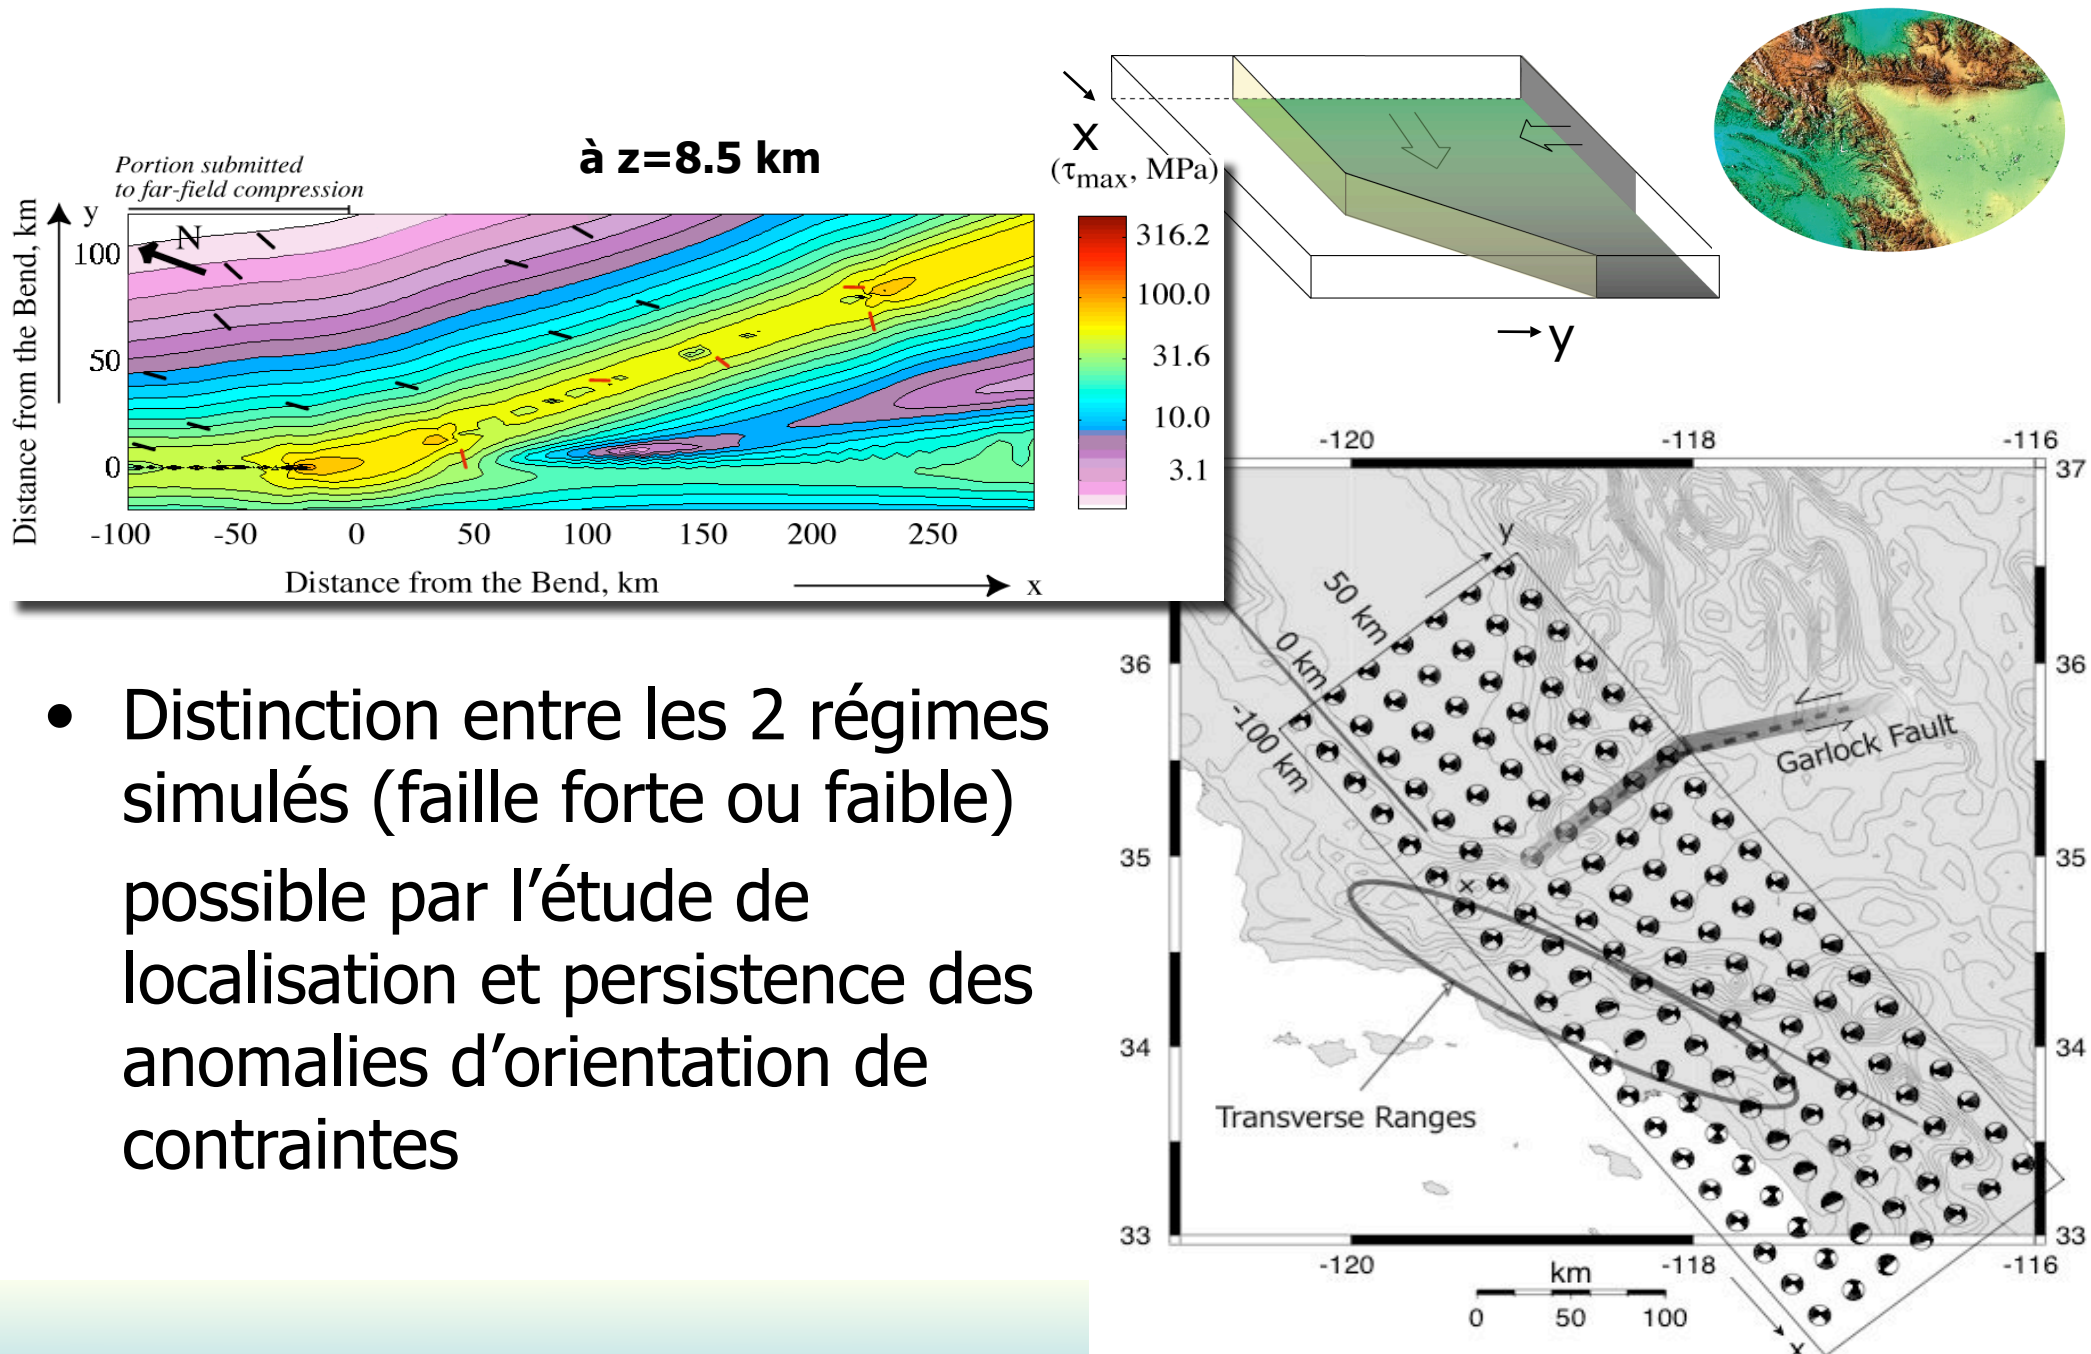 Portion submitted
to far-field compression
à z=8.5 km
x
(τmax, MPa)
y
N
Distance from the Bend, km
100
50
0
-100 -50 0 50 100 150 200 250
Distance from the Bend, km
x
316.2
100.0
31.6
10.0
3.1
y
• Distinction entre les 2 régimes
simulés (faille forte ou faible)
possible par l’étude de
localisation et persistence des
anomalies d’orientation de
contraintes
-120 -118 -116
37
36 36
35 35
34 34
33 33
y
50 km
0 km
-100 km
Garlock Fault
×
Transverse Ranges
-120 -118 -116
km
0 50 100
x